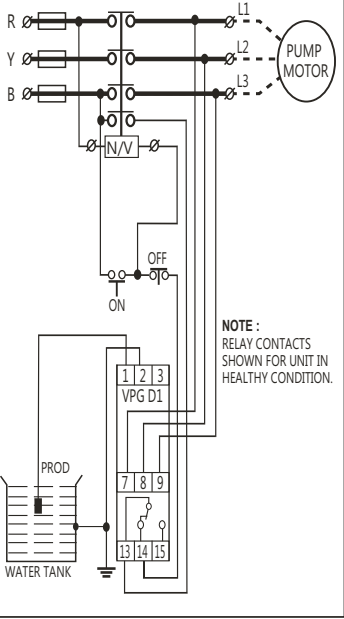 R
L1
Y
L2
PUMP
MOTOR
B
L3
N/V
OFF
ON
NOTE :
RELAY CONTACTS
SHOWN FOR UNIT IN
HEALTHY CONDITION.
1 2 3
VPG D1
PROD
7 8 9
13 14 15
WATER TANK